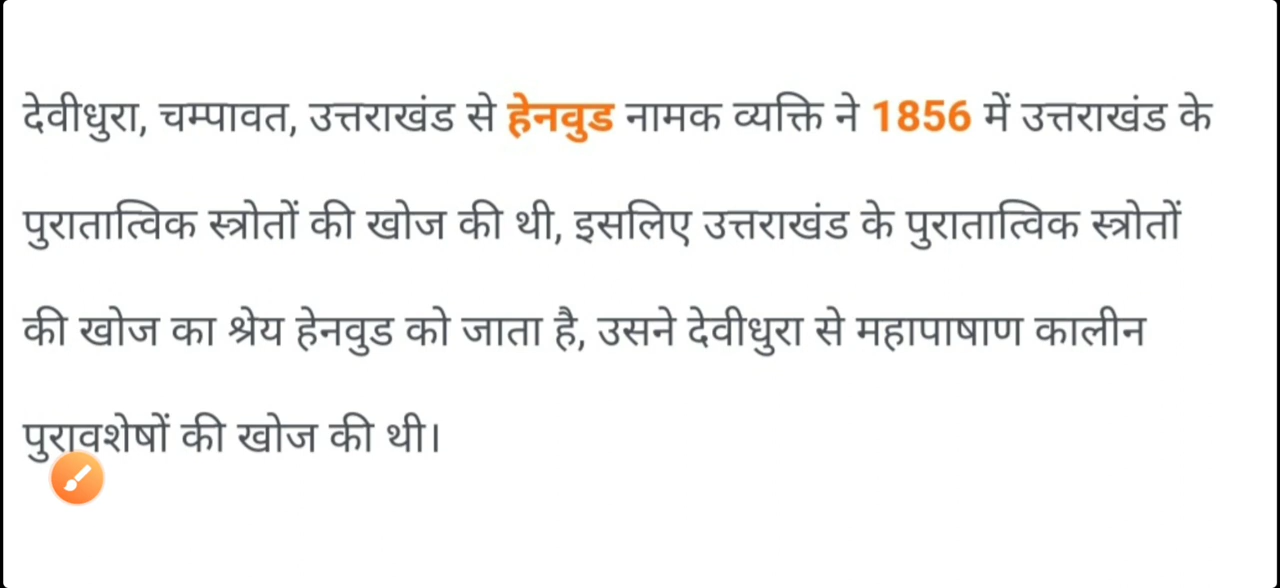 देवीधुरा, चम्पावत, उत्तराखंड से हेनवुड नामक व्यक्ति ने 1856 में उत्तराखंड के
पुरातात्विक स्त्रोतों की खोज की थी, इसलिए उत्तराखंड के पुरातात्विक स्त्रोतों
की खोज का श्रेय हेनवुड को जाता है, उसने देवीधुरा से महापाषाण कालीन
पुरावशेषों की खोज की थी।